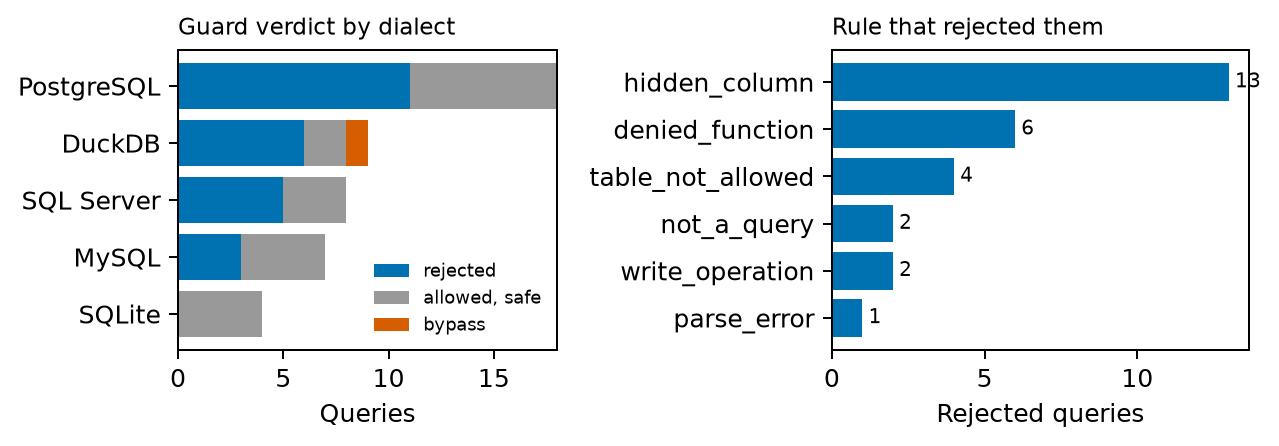 Guard verdict by dialect
PostgreSQL
DuckDB
SQL Server
MySQL
SQLite
rejected
allowed, safe
bypass
0 5 10 15
Queries
Rule that rejected them
hidden_column 13
denied_function 6
table_not_allowed 4
not_a_query 2
write_operation 2
parse_error 1
0 5 10
Rejected queries